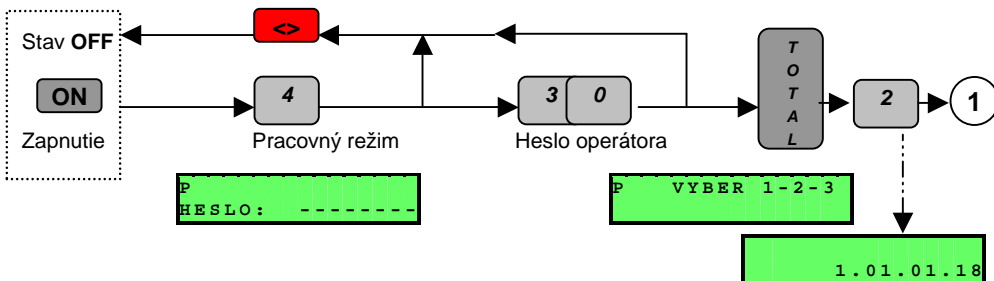 Stav OFF
<>
ON
4
3 0
TOTAL
2
1
Zapnutie
Pracovný režim
Heslo operátora
P
HESLO: --------
P VYBER 1-2-3
1.01.01.18